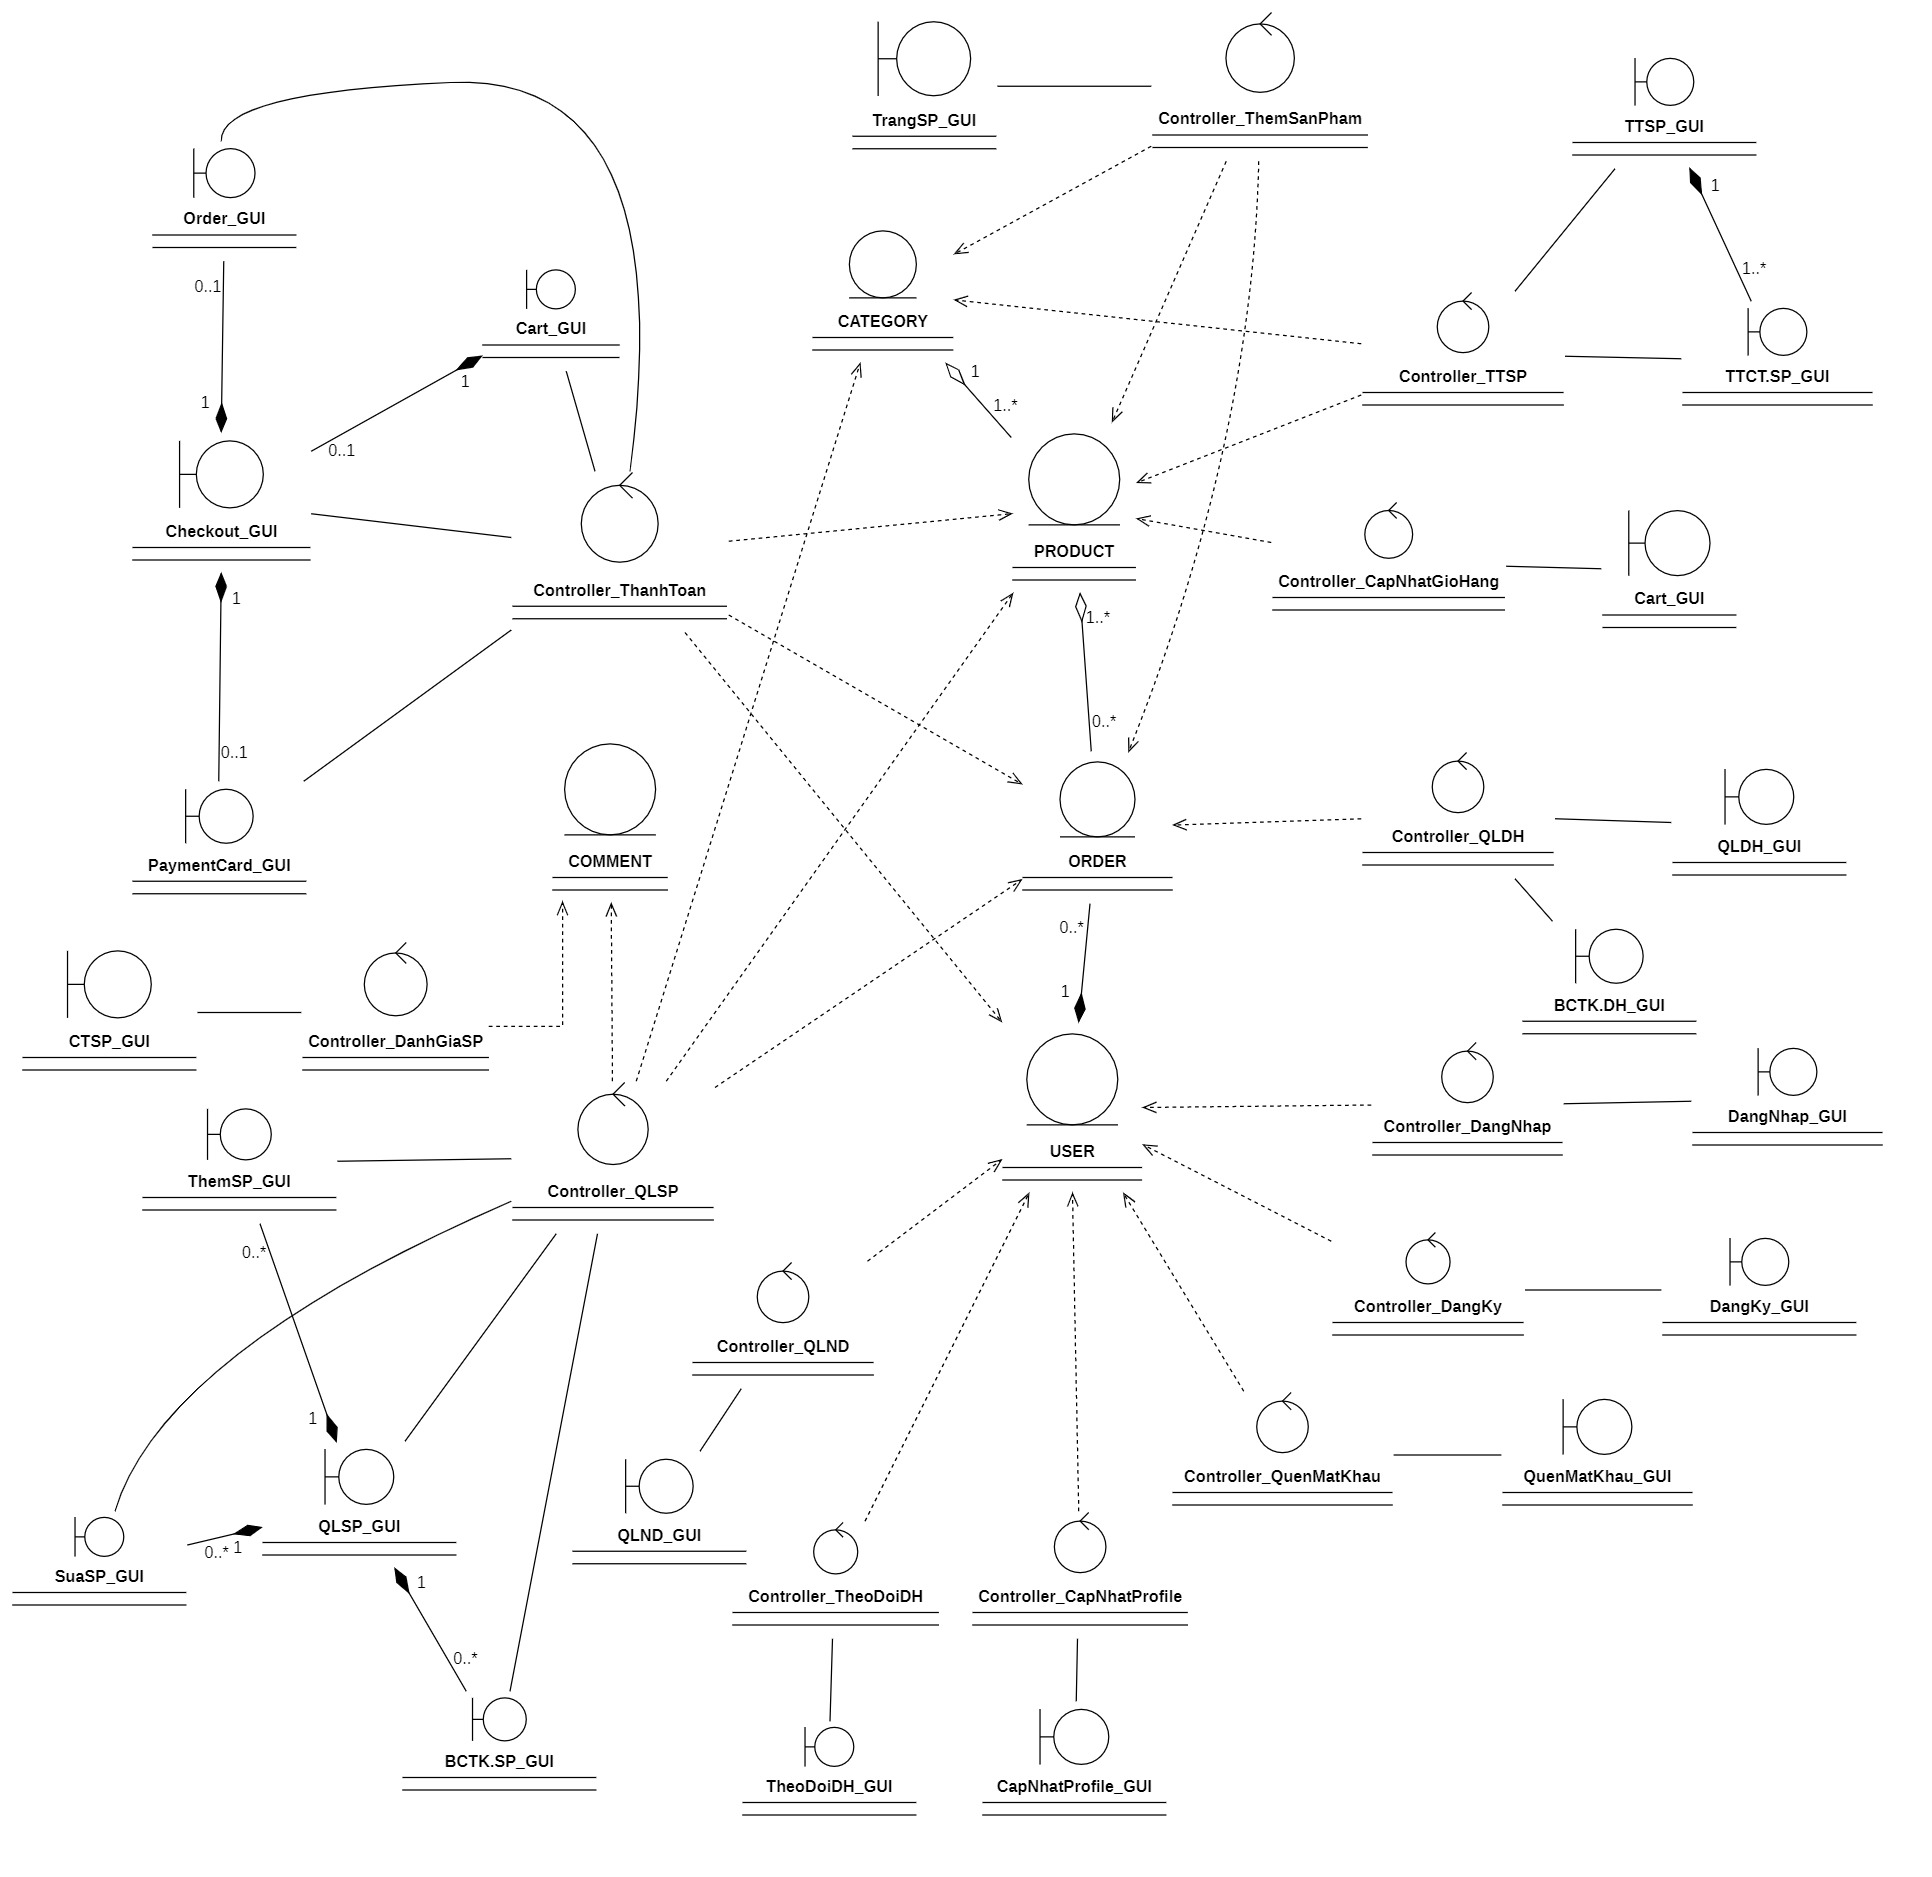 TrangSP_GUI
Controller_ThemSanPham
TTSP_GUI
1
1..*
Order_GUI
0..1
1
Cart_GUI
1
0..1
CATEGORY
1
1..*
Controller_TTSP
TTCT.SP_GUI
Checkout_GUI
1
0..1
Controller_ThanhToan
PRODUCT
1..*
0..*
Controller_CapNhatGioHang
Cart_GUI
PaymentCard_GUI
COMMENT
ORDER
0..*
1
Controller_QLDH
QLDH_GUI
BCTK.DH_GUI
CTSP_GUI
Controller_DanhGiaSP
USER
Controller_DangNhap
DangNhap_GUI
ThemSP_GUI
0..*
1
Controller_QLSP
Controller_QLND
Controller_DangKy
DangKy_GUI
Controller_QuenMatKhau
QuenMatKhau_GUI
SuaSP_GUI
0..*
1
QLSP_GUI
1
0..*
QLND_GUI
Controller_TheoDoiDH
Controller_CapNhatProfile
BCTK.SP_GUI
TheoDoiDH_GUI
CapNhatProfile_GUI